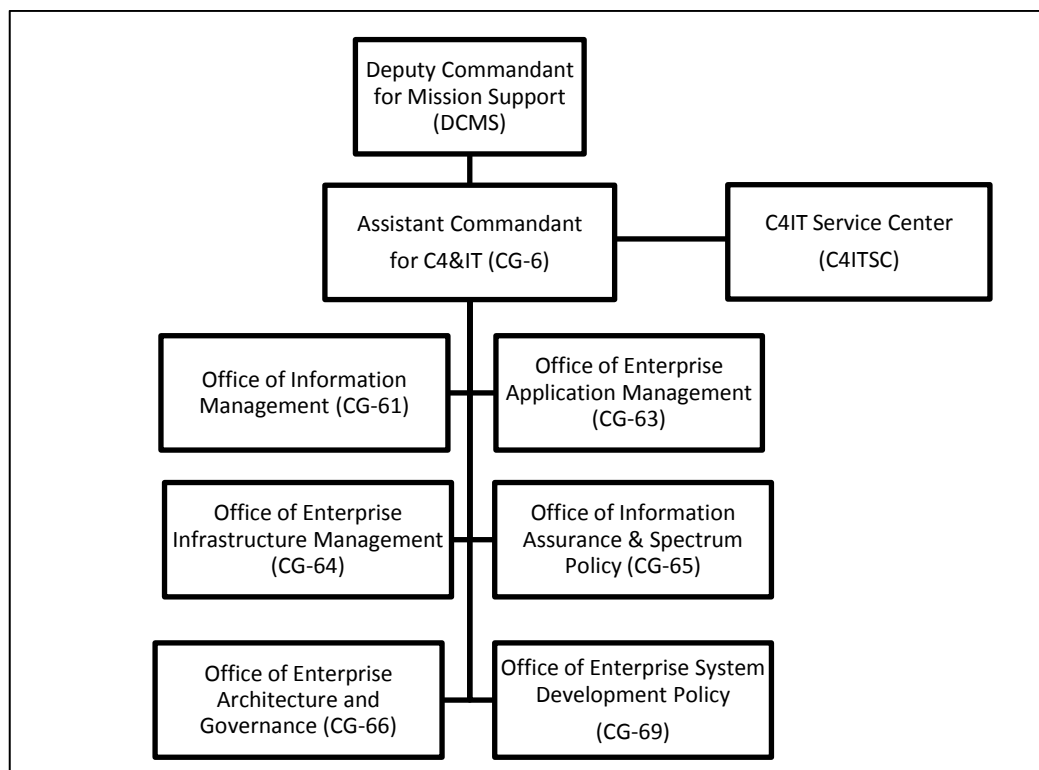 Deputy Commandant
for Mission Support
(DCMS)
Assistant Commandant
for C4&IT (CG-6)
C4IT Service Center
(C4ITSC)
Office of Information
Management (CG-61)
Office of Enterprise
Application Management
(CG-63)
Office of Enterprise
Infrastructure Management
(CG-64)
Office of Information
Assurance & Spectrum
Policy (CG-65)
Office of Enterprise
Architecture and
Governance (CG-66)
Office of Enterprise System
Development Policy
(CG-69)